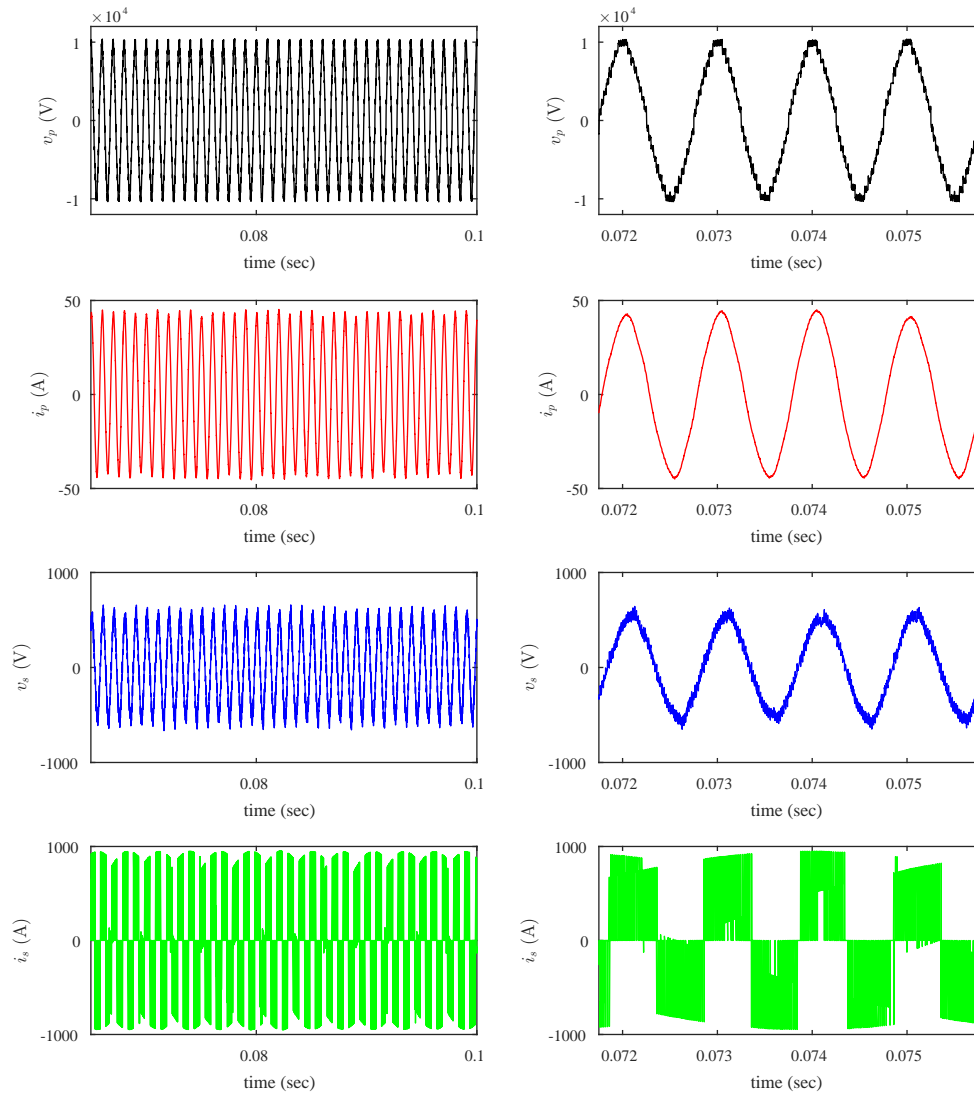 ×10⁴ ×10⁴
1 1
0 0
-1 -1
v_p (V) v_p (V)
0.08 0.1 0.072 0.073 0.074 0.075
time (sec) time (sec)
50 50
0 0
-50 -50
i_p (A) i_p (A)
0.08 0.1 0.072 0.073 0.074 0.075
time (sec) time (sec)
1000 1000
0 0
-1000 -1000
v_s (V) v_s (V)
0.08 0.1 0.072 0.073 0.074 0.075
time (sec) time (sec)
1000 1000
0 0
-1000 -1000
i_s (A) i_s (A)
0.08 0.1 0.072 0.073 0.074 0.075
time (sec) time (sec)